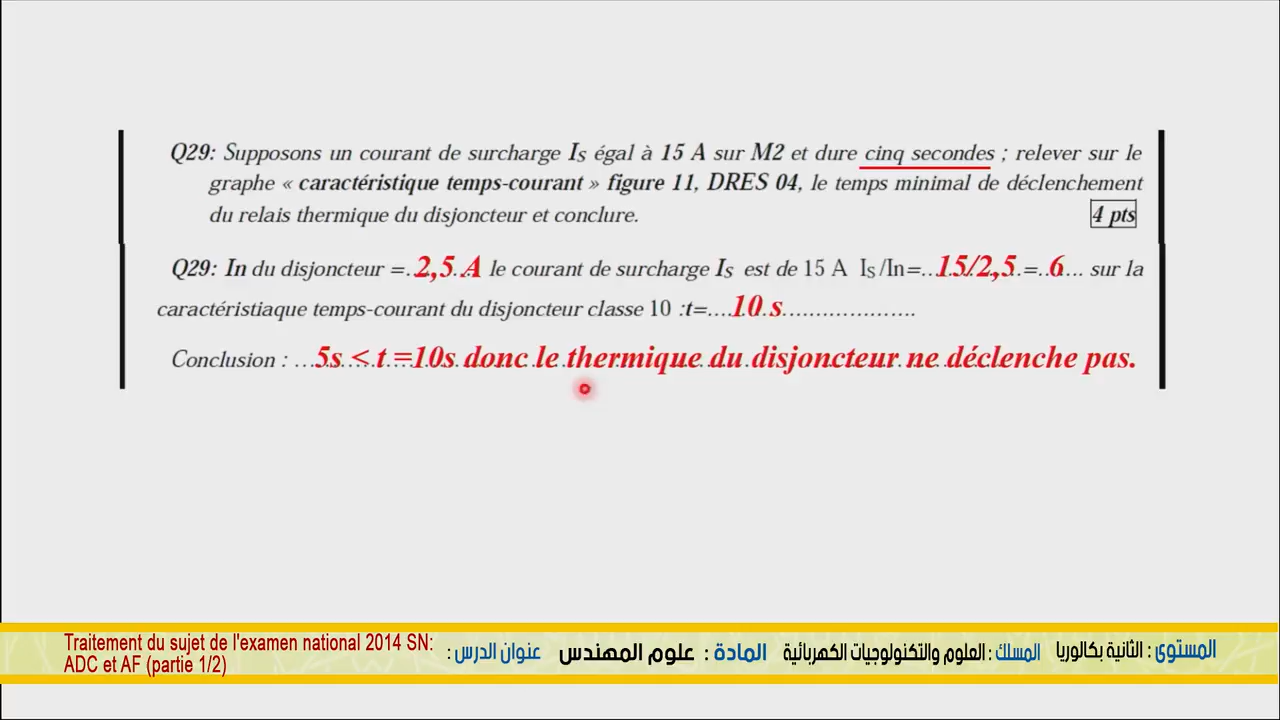 Q29: Supposons un courant de surcharge IS égal à 15 A sur M2 et dure cinq secondes ; relever sur le
graphe « caractéristique temps-courant » figure 11, DRES 04, le temps minimal de déclenchement
du relais thermique du disjoncteur et conclure. 4 pts
Q29: In du disjoncteur =..2,5..A le courant de surcharge IS est de 15 A IS /In=...15/2,5..=..6... sur la
caractéristiaque temps-courant du disjoncteur classe 10 :t=....10 s....................
Conclusion : ...5s < t =10s donc le thermique du disjoncteur ne déclenche pas.
Traitement du sujet de l'examen national 2014 SN:
ADC et AF (partie 1/2)
المستوى : الثانية بكالوريا المسلك : العلوم والتكنولوجيات الكهربائية المادة : علوم المهندس عنوان الدرس :